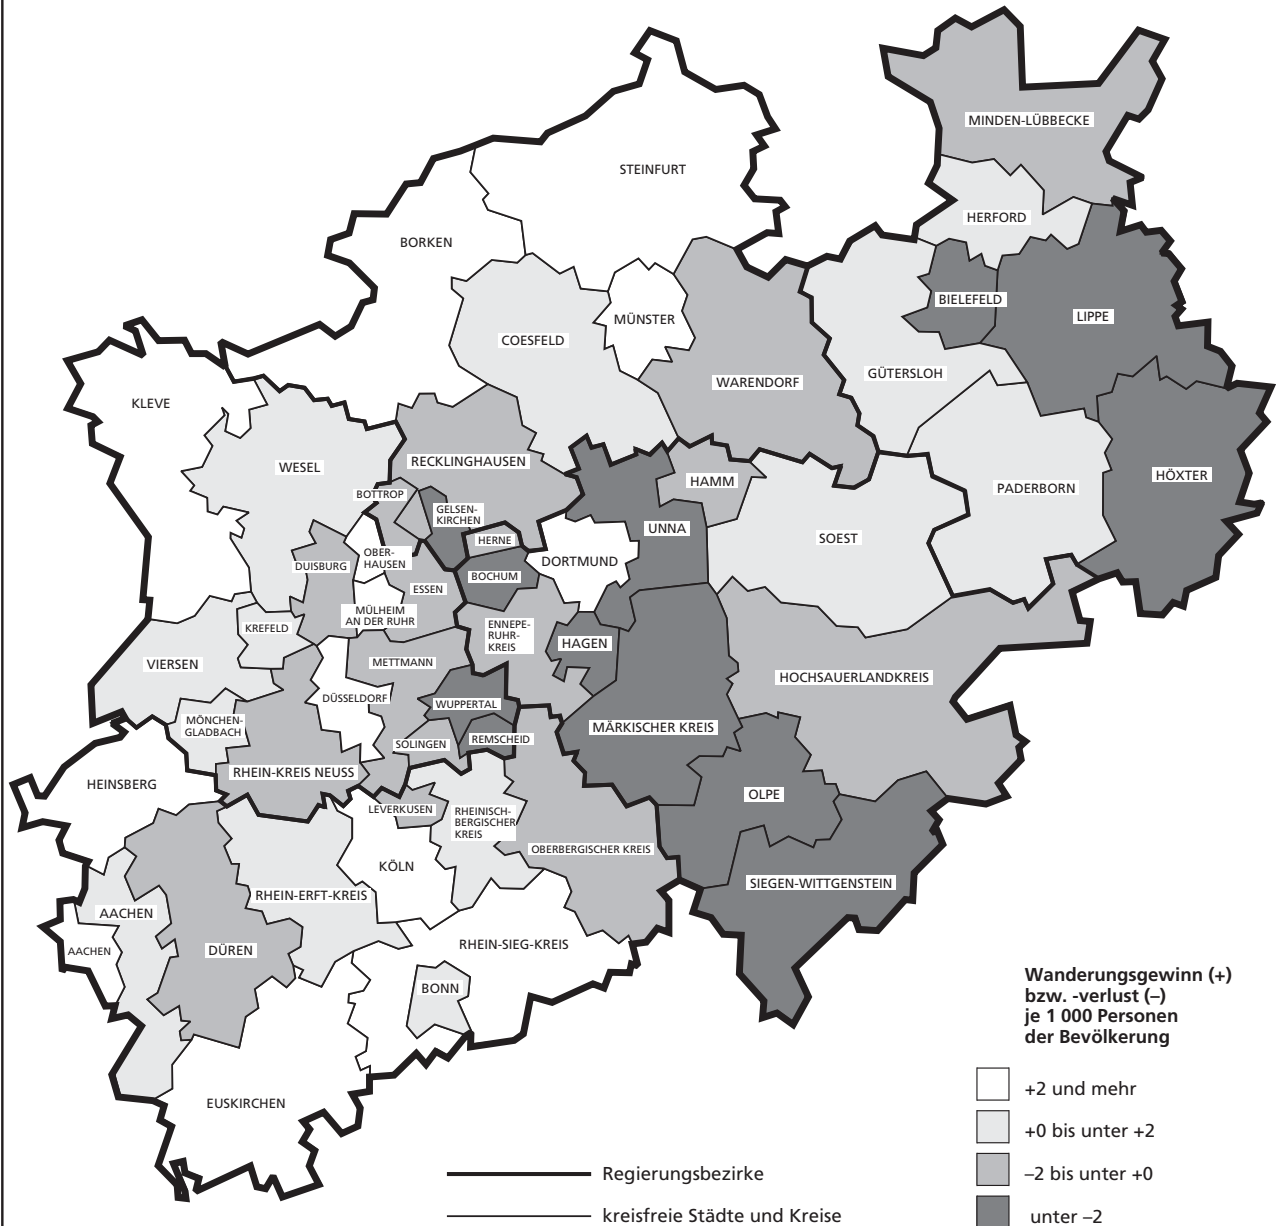 MINDEN-LÜBBECKE
STEINFURT
HERFORD
BORKEN
BIELEFELD
LIPPE
MÜNSTER
COESFELD
GÜTERSLOH
WARENDORF
KLEVE
RECKLINGHAUSEN
WESEL
HÖXTER
HAMM
PADERBORN
BOTTROP
GELSEN-
KIRCHEN
UNNA
SOEST
HERNE
OBER-
HAUSEN
DORTMUND
DUISBURG
BOCHUM
ESSEN
MÜLHEIM
AN DER RUHR
KREFELD
ENNEPE-
RUHR-
KREIS
HAGEN
VIERSEN
METTMANN
HOCHSAUERLANDKREIS
DÜSSELDORF
WUPPERTAL
MÖNCHEN-
GLADBACH
MÄRKISCHER KREIS
SOLINGEN
REMSCHEID
RHEIN-KREIS NEUSS
HEINSBERG
OLPE
LEVERKUSEN
RHEINISCH-
BERGISCHER
KREIS
OBERBERGISCHER KREIS
KÖLN
SIEGEN-WITTGENSTEIN
RHEIN-ERFT-KREIS
AACHEN
RHEIN-SIEG-KREIS
AACHEN
DÜREN
BONN
EUSKIRCHEN
Wanderungsgewinn (+)
bzw. -verlust (–)
je 1 000 Personen
der Bevölkerung
+2 und mehr
+0 bis unter +2
–2 bis unter +0
unter –2
Regierungsbezirke
kreisfreie Städte und Kreise